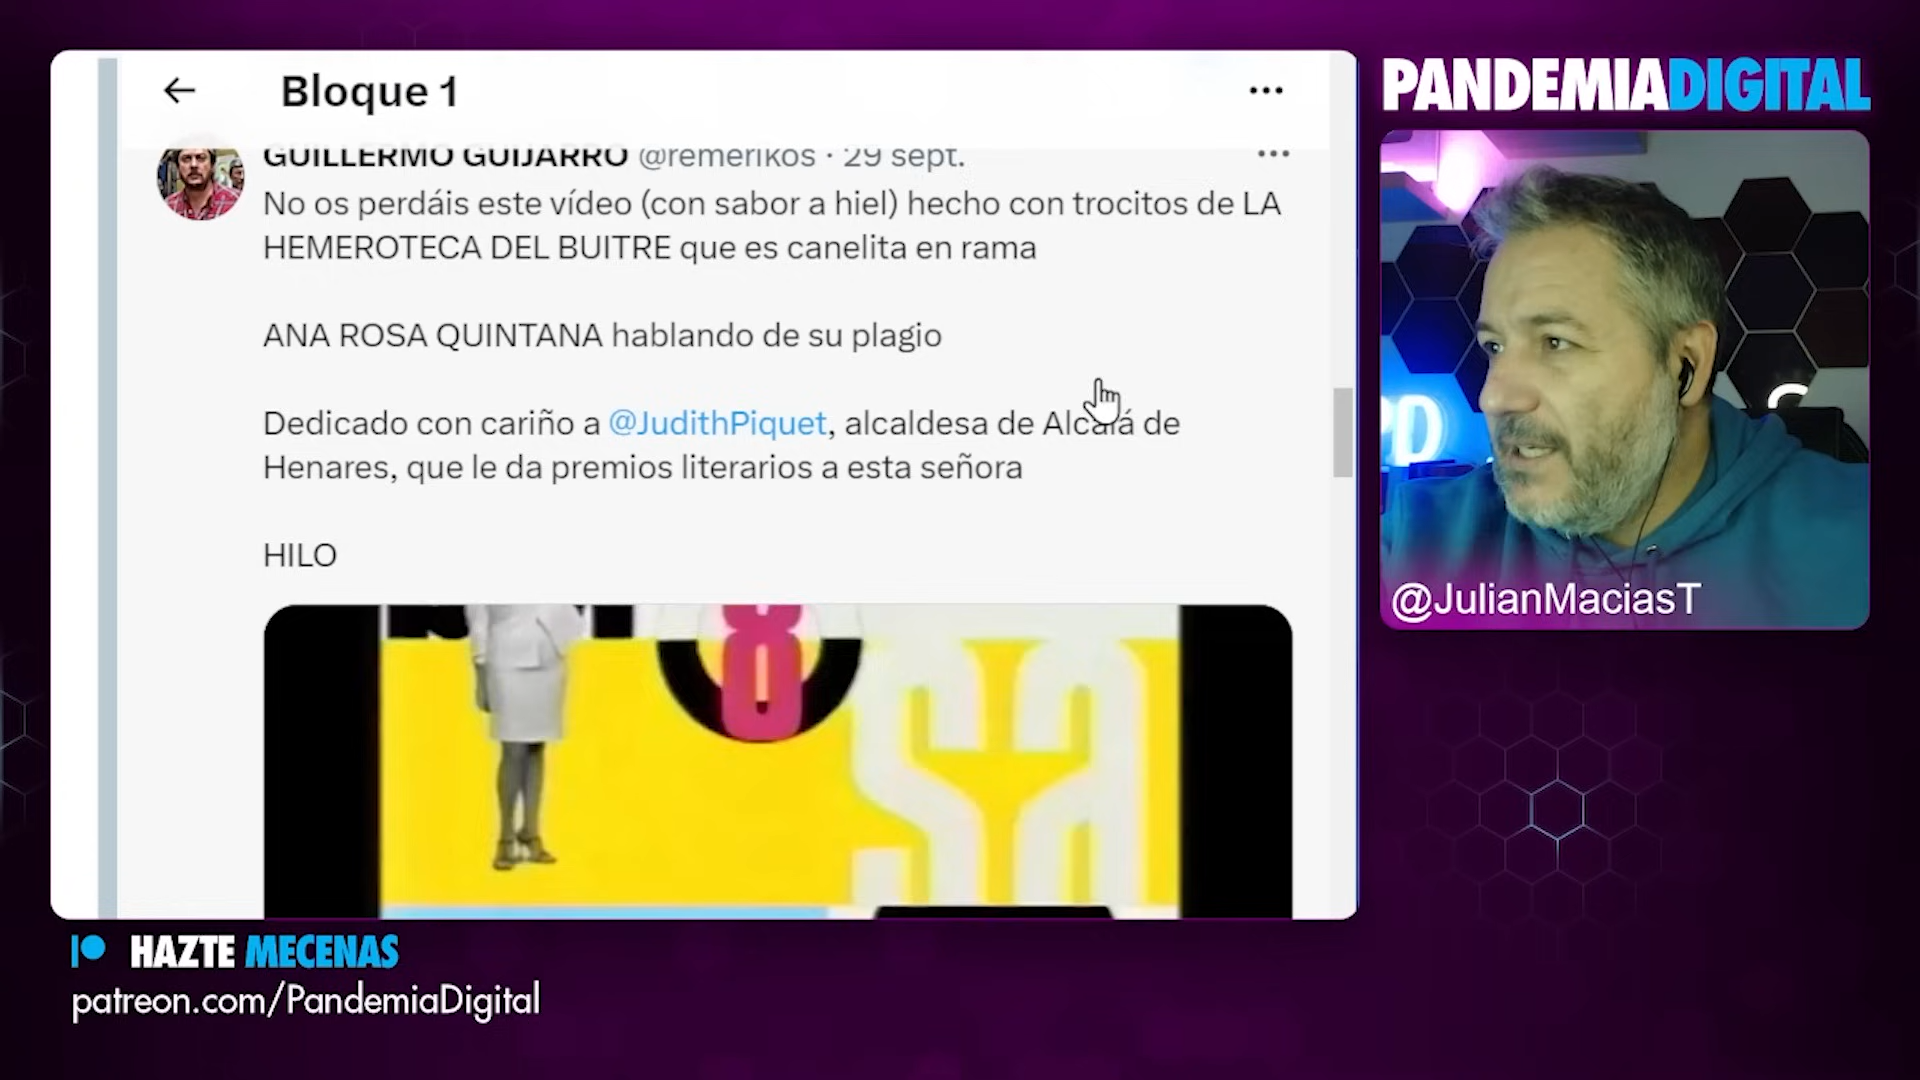 Bloque 1
PANDEMIADIGITAL
GUILLERMO GUIJARRO @remerikos · 29 sept.
No os perdáis este vídeo (con sabor a hiel) hecho con trocitos de LA
HEMEROTECA DEL BUITRE que es canelita en rama
ANA ROSA QUINTANA hablando de su plagio
Dedicado con cariño a @JudithPiquet, alcaldesa de Alcalá de
Henares, que le da premios literarios a esta señora
HILO
PD
@JulianMaciasT
HAZTE MECENAS
patreon.com/PandemiaDigital